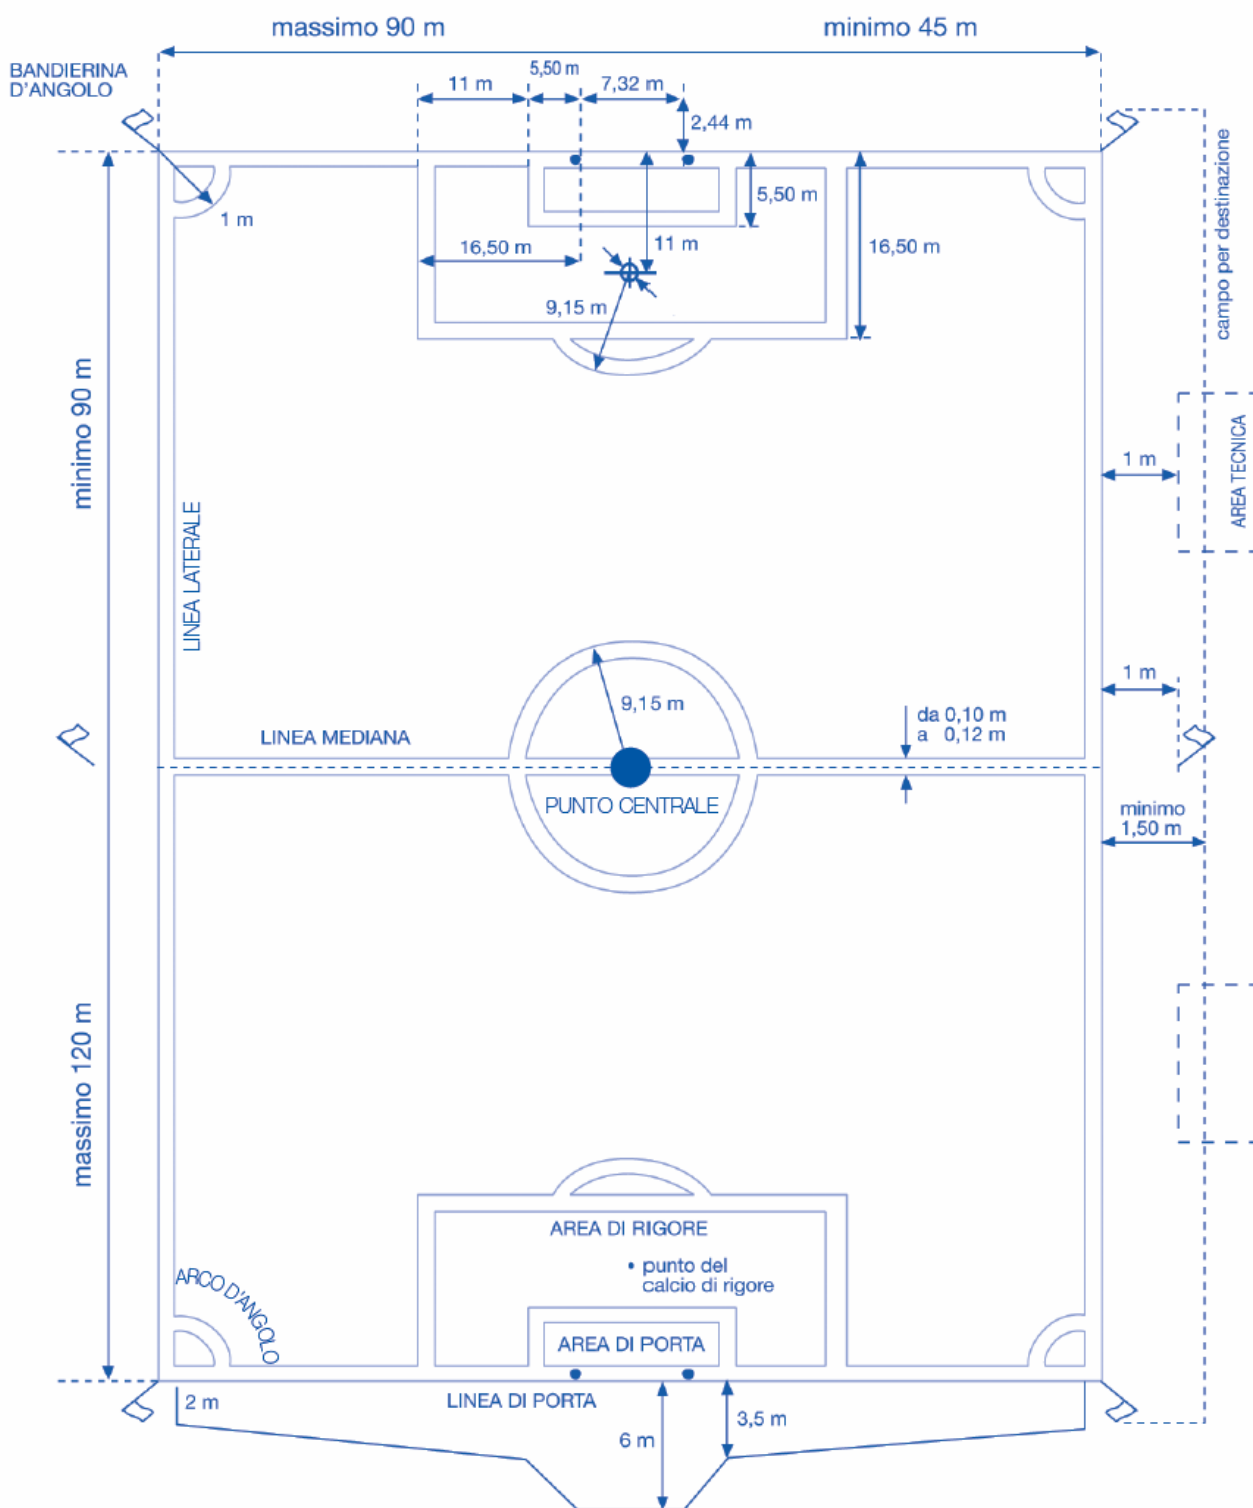 massimo 90 m
minimo 45 m
BANDIERINA
D'ANGOLO
5,50 m
11 m
7,32 m
2,44 m
campo per destinazione
5,50 m
1 m
16,50 m
11 m
16,50 m
9,15 m
minimo 90 m
AREA TECNICA
1 m
LINEA LATERALE
1 m
9,15 m
da 0,10 m
a 0,12 m
LINEA MEDIANA
PUNTO CENTRALE
minimo
1,50 m
massimo 120 m
AREA DI RIGORE
• punto del
calcio di rigore
ARCO D'ANGOLO
AREA DI PORTA
2 m
LINEA DI PORTA
3,5 m
6 m